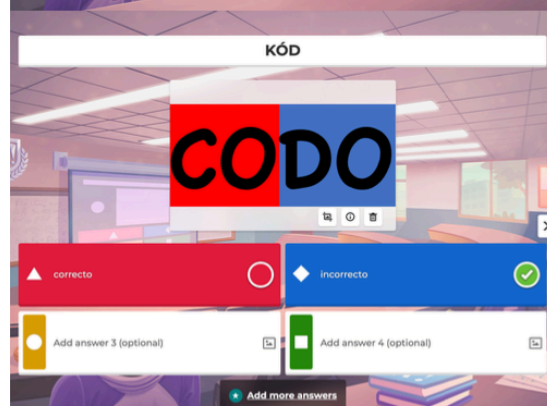 KÓD
CODO
correcto
incorrecto
Add answer 3 (optional)
Add answer 4 (optional)
Add more answers